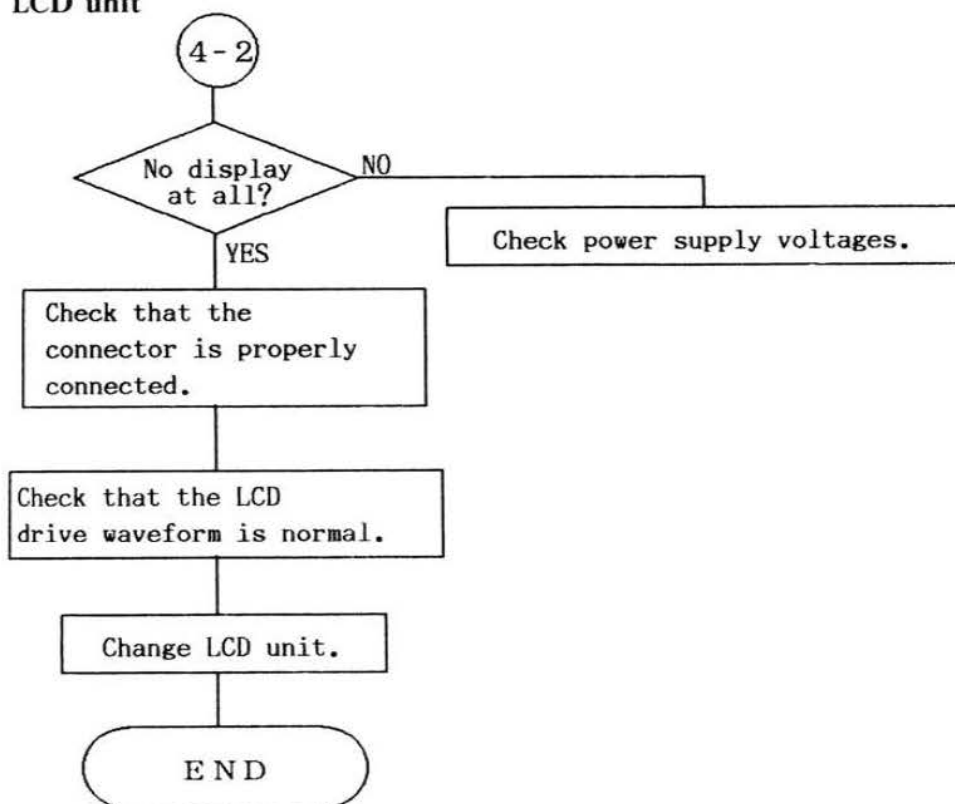 LCD unit
4-2
No display
at all?
NO
Check power supply voltages.
YES
Check that the
connector is properly
connected.
Check that the LCD
drive waveform is normal.
Change LCD unit.
END